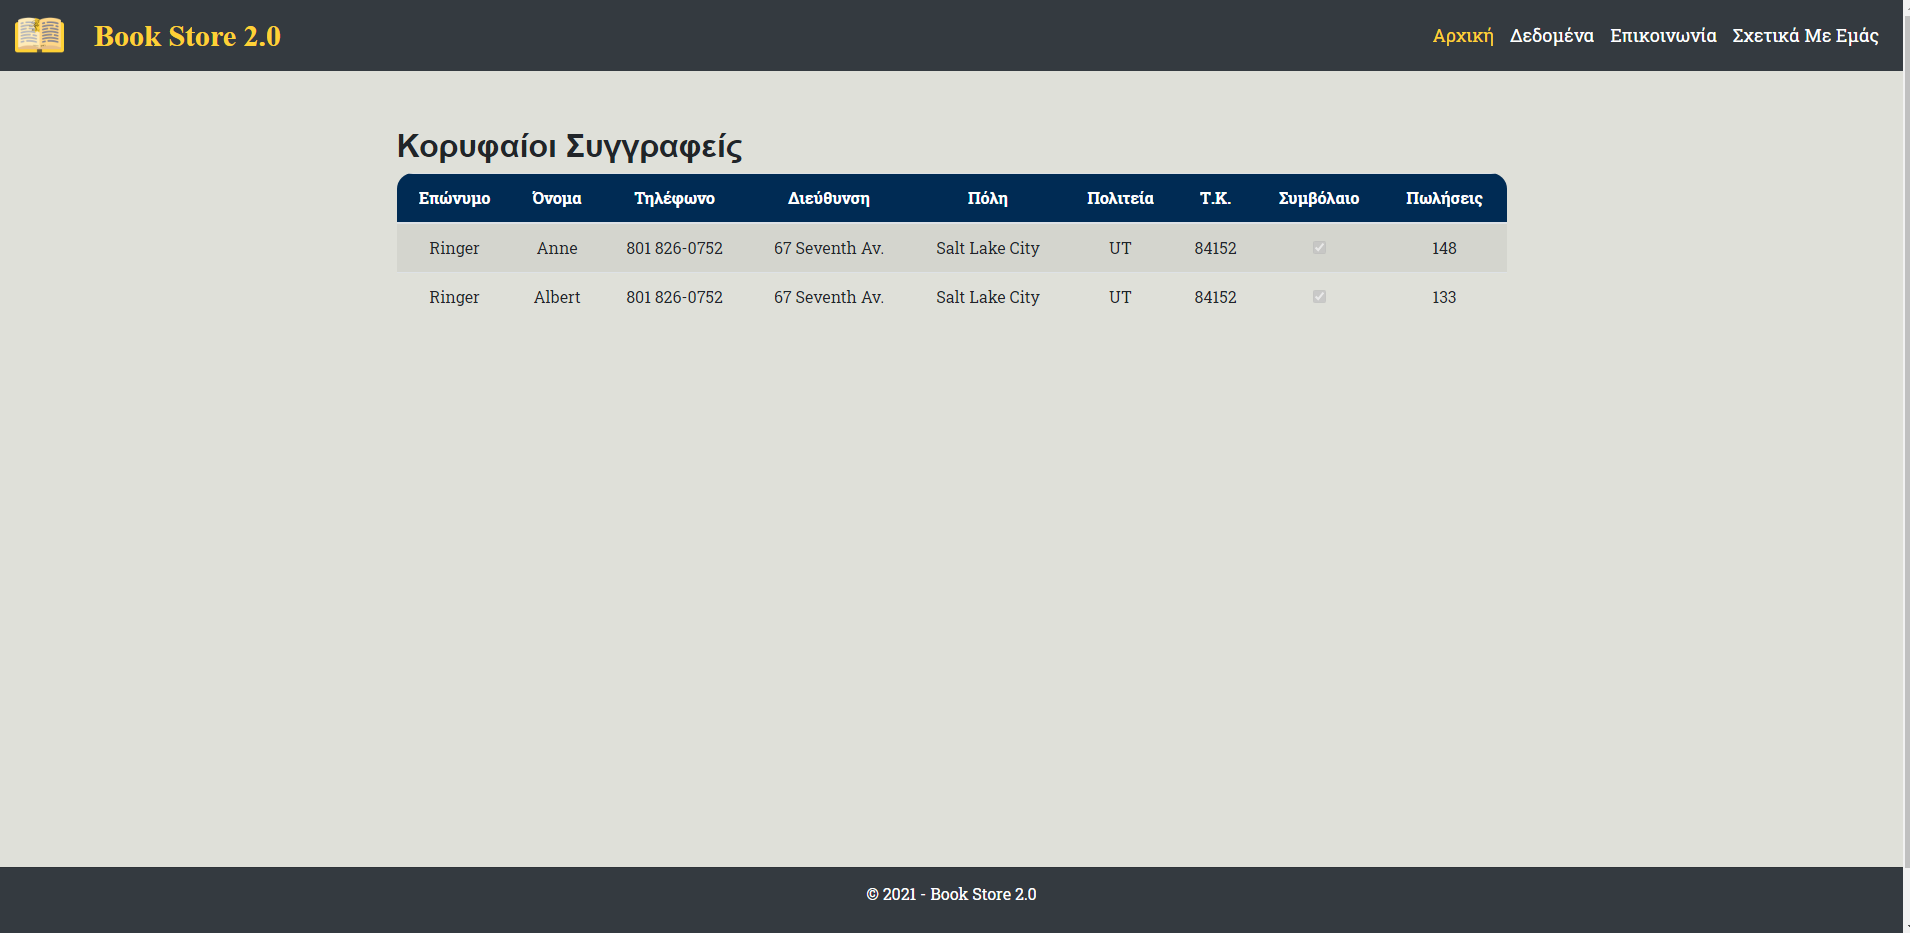 Book Store 2.0
Αρχική Δεδομένα Επικοινωνία Σχετικά Με Εμάς
Κορυφαίοι Συγγραφείς
Επώνυμο Όνομα Τηλέφωνο Διεύθυνση Πόλη Πολιτεία Τ.Κ. Συμβόλαιο Πωλήσεις
Ringer Anne 801 826-0752 67 Seventh Av. Salt Lake City UT 84152 148
Ringer Albert 801 826-0752 67 Seventh Av. Salt Lake City UT 84152 133
© 2021 - Book Store 2.0